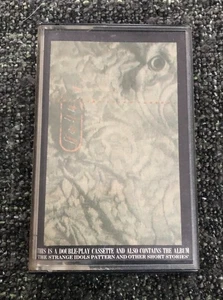 THIS IS A DOUBLE-PLAY CASSETTE AND ALSO CONTAINS THE ALBUM
'THE STRANGE IDOLS PATTERN AND OTHER SHORT STORIES'